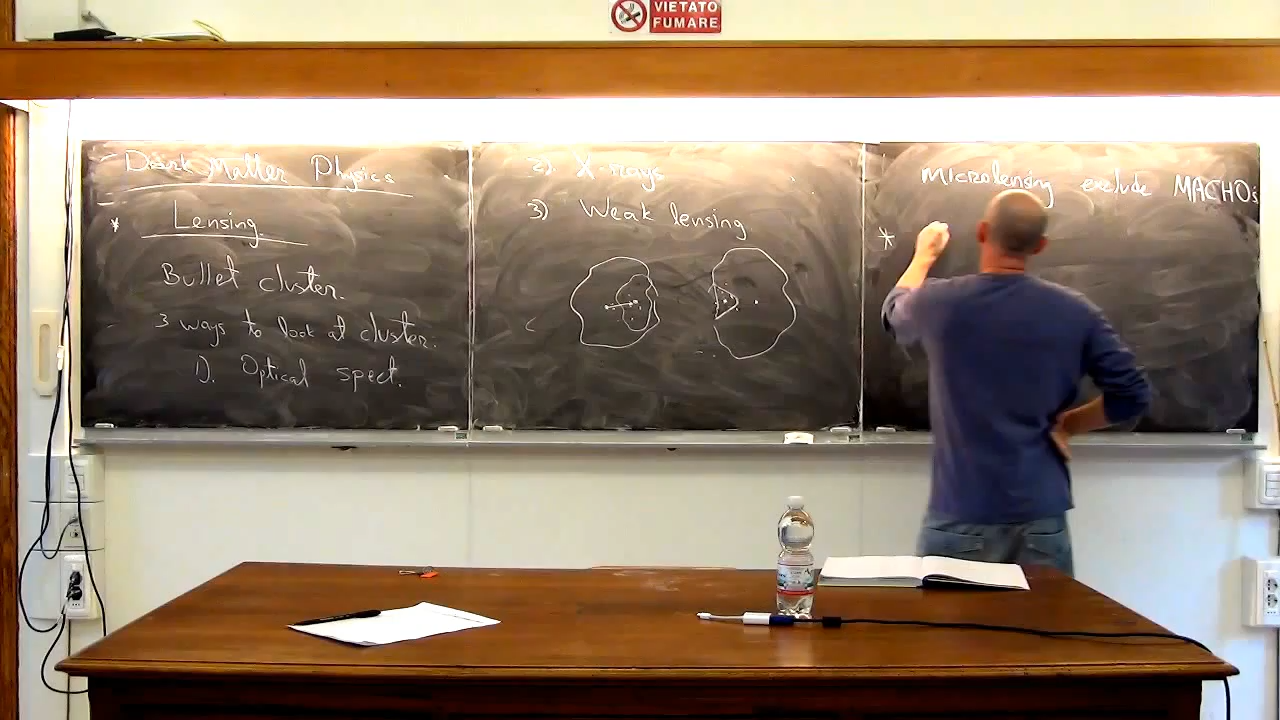 VIETATO
FUMARE
Dark Matter Physics
* Lensing
Bullet cluster.
3 ways to look at cluster.
1). Optical spect.
2). X-rays
3) Weak lensing
Microlensing exclude MACHOs
*